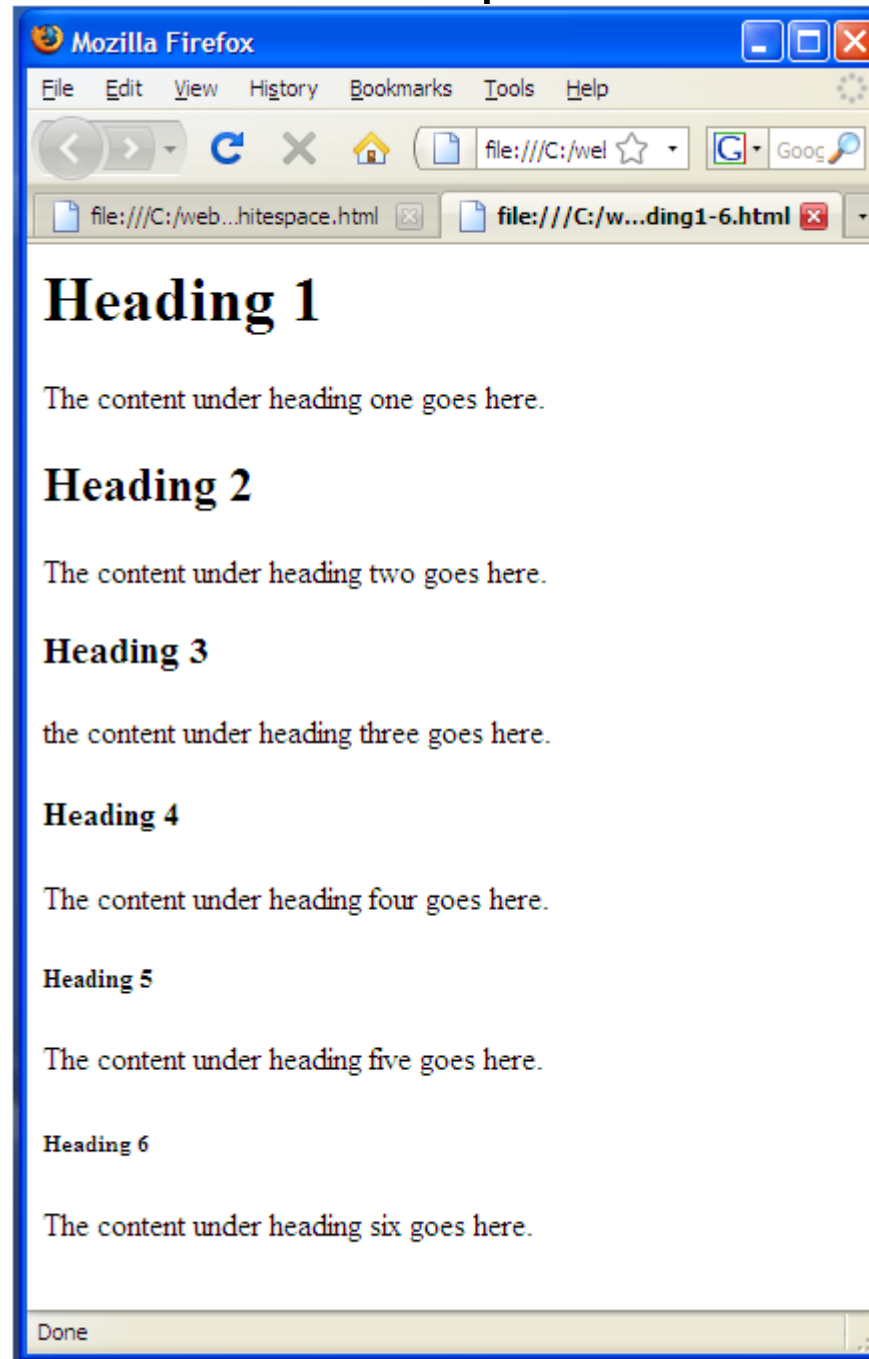 Mozilla Firefox
File Edit View History Bookmarks Tools Help
file:///C:/wel G Goog
file:///C:/web...hitespace.html file:///C:/w...ding1-6.html
Heading 1
The content under heading one goes here.
Heading 2
The content under heading two goes here.
Heading 3
the content under heading three goes here.
Heading 4
The content under heading four goes here.
Heading 5
The content under heading five goes here.
Heading 6
The content under heading six goes here.
Done